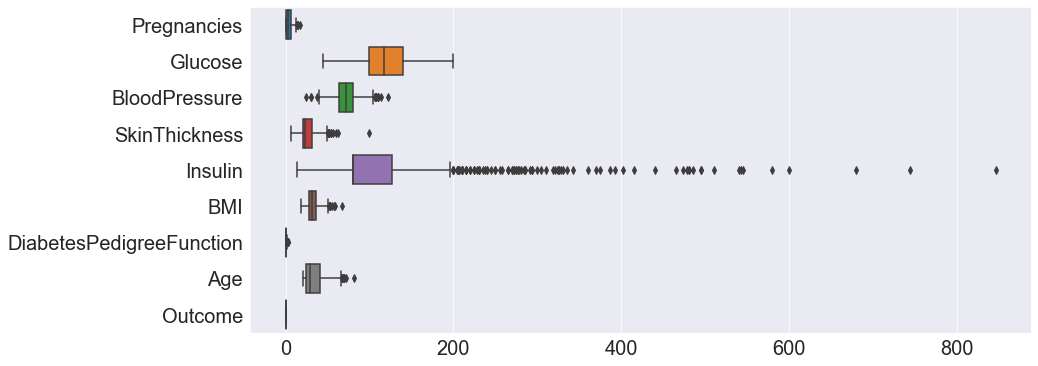 Pregnancies
Glucose
BloodPressure
SkinThickness
Insulin
BMI
DiabetesPedigreeFunction
Age
Outcome
0 200 400 600 800